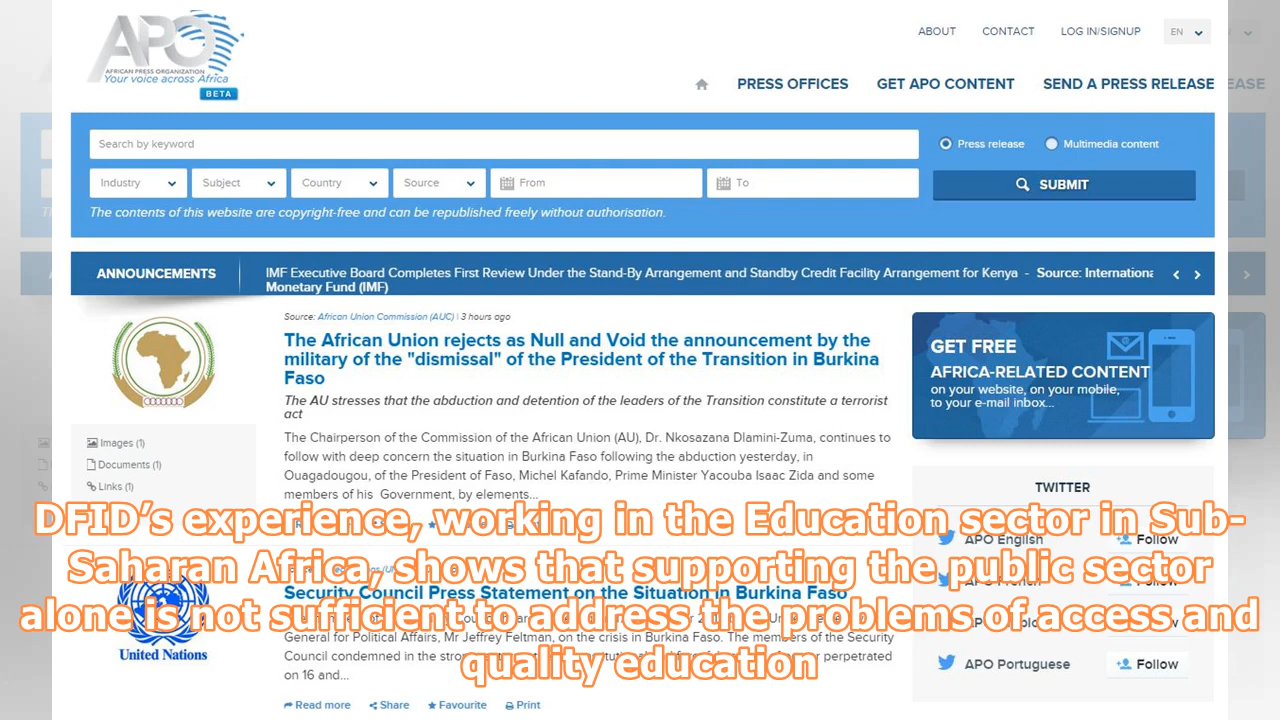 APO
AFRICAN PRESS ORGANIZATION
Your voice across Africa
BETA
ABOUT CONTACT LOG IN/SIGNUP EN
PRESS OFFICES GET APO CONTENT SEND A PRESS RELEASE EASE
Search by keyword
Press release Multimedia content
Industry Subject Country Source From To SUBMIT
The contents of this website are copyright-free and can be republished freely without authorisation.
ANNOUNCEMENTS
IMF Executive Board Completes First Review Under the Stand-By Arrangement and Standby Credit Facility Arrangement for Kenya - Source: Internationa
Monetary Fund (IMF)
Source: African Union Commission (AUC) | 3 hours ago
The African Union rejects as Null and Void the announcement by the
military of the "dismissal" of the President of the Transition in Burkina
Faso
The AU stresses that the abduction and detention of the leaders of the Transition constitute a terrorist
act
The Chairperson of the Commission of the African Union (AU), Dr. Nkosazana Dlamini-Zuma, continues to
follow with deep concern the situation in Burkina Faso following the abduction yesterday, in
Ouagadougou, of the President of Faso, Michel Kafando, Prime Minister Yacouba Isaac Zida and some
members of his Government, by elements...
Images (1)
Documents (1)
Links (1)
GET FREE
AFRICA-RELATED CONTENT
on your website, on your mobile,
to your e-mail inbox...
TWITTER
APO English Follow
Follow
APO Portuguese Follow
DFID’s experience, working in the Education sector in Sub-
Saharan Africa, shows that supporting the public sector
alone is not sufficient to address the problems of access and
quality education
Security Council Press Statement on the Situation in Burkina Faso
General for Political Affairs, Mr Jeffrey Feltman, on the crisis in Burkina Faso. The members of the Security
Council condemned in the
perpetrated
on 16 and...
United Nations
Read more Share Favourite Print